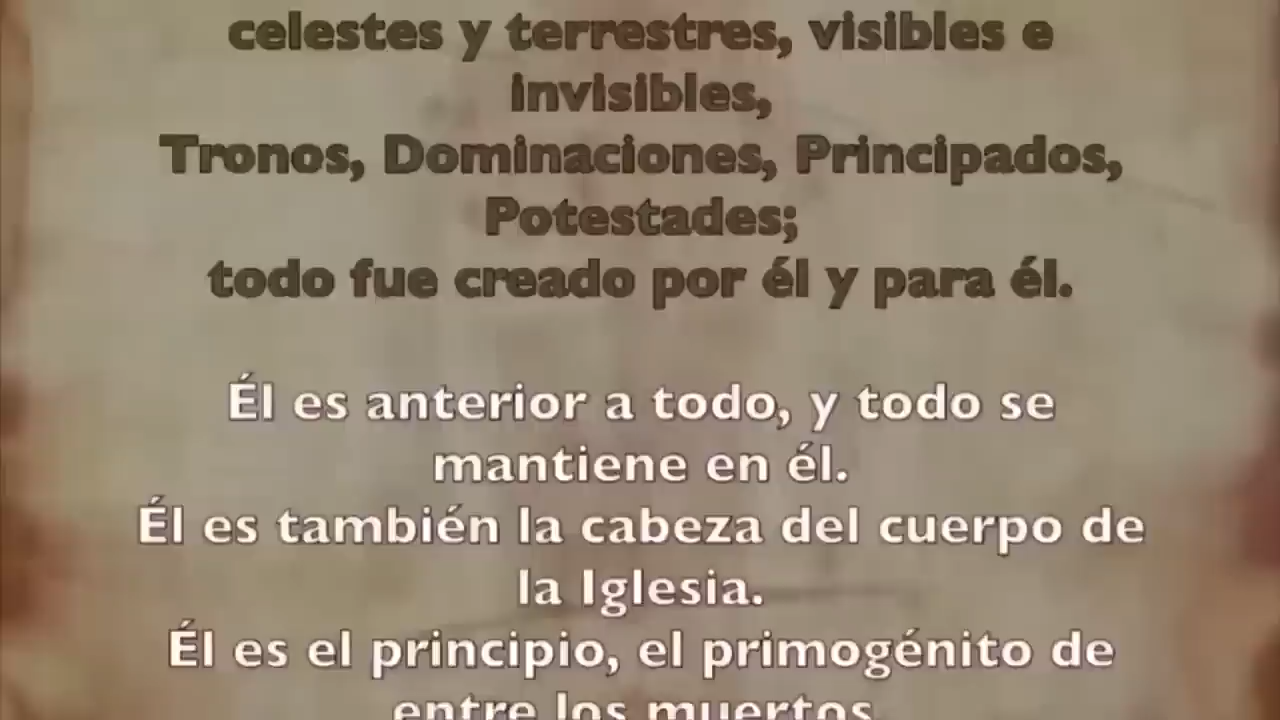 celestes y terrestres, visibles e
invisibles,
Tronos, Dominaciones, Principados,
Potestades;
todo fue creado por él y para él.
Él es anterior a todo, y todo se
mantiene en él.
Él es también la cabeza del cuerpo de
la Iglesia.
Él es el principio, el primogénito de
entre los muertos,